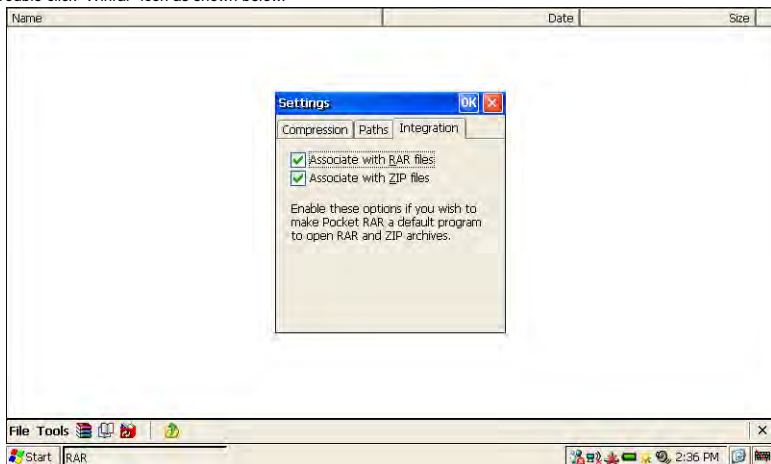 Name Date Size
Settings OK
Compression Paths Integration
Associate with RAR files
Associate with ZIP files
Enable these options if you wish to
make Pocket RAR a default program
to open RAR and ZIP archives.
File Tools
Start RAR 2:36 PM